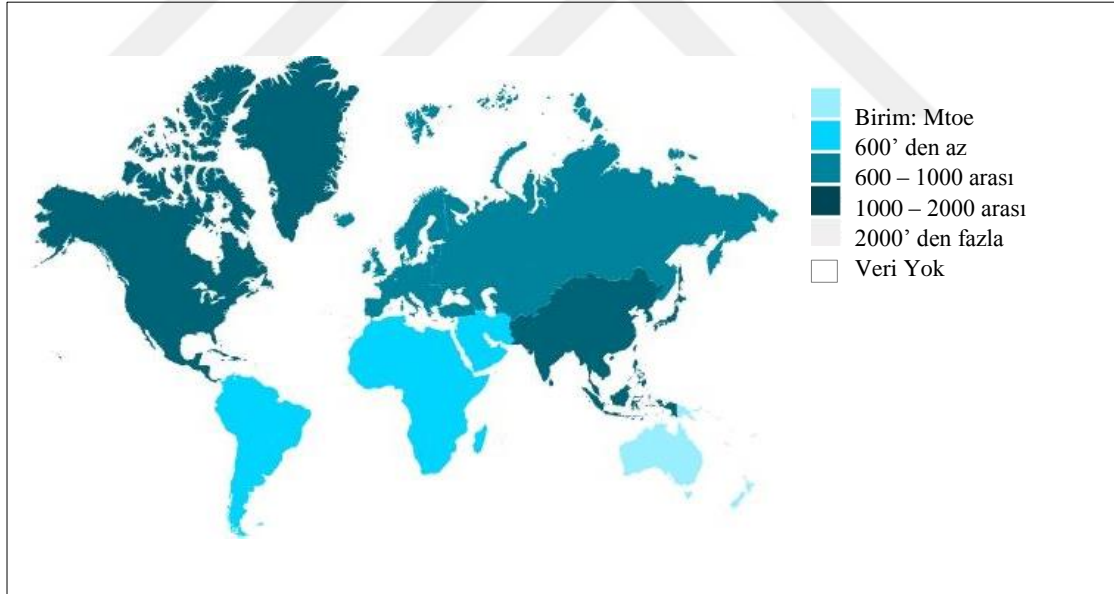 Birim: Mtoe
600’ den az
600 – 1000 arası
1000 – 2000 arası
2000’ den fazla
Veri Yok